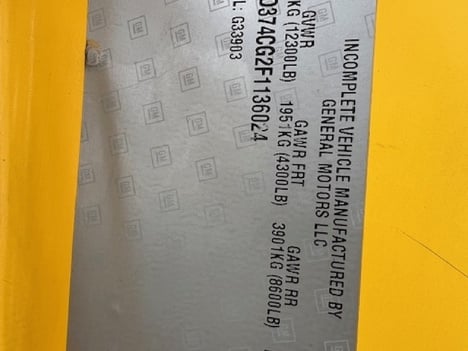 INCOMPLETE VEHICLE MANUFACTURED BY
GENERAL MOTORS LLC
GVWR GAWR FRT GAWR RR
KG (12300LB) 1951KG (4300LB) 3901KG (8600LB)
0374CG2F1136024
L: G33903